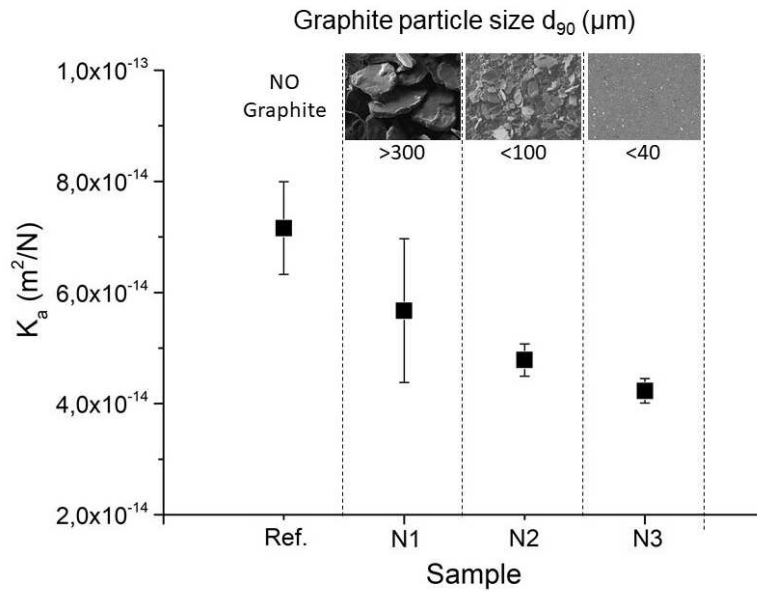 Graphite particle size d₉₀ (µm)
1,0x10⁻¹³
NO
Graphite
>300
<100
<40
8,0x10⁻¹⁴
6,0x10⁻¹⁴
4,0x10⁻¹⁴
2,0x10⁻¹⁴
Kₐ (m²/N)
Ref.
N1
N2
N3
Sample